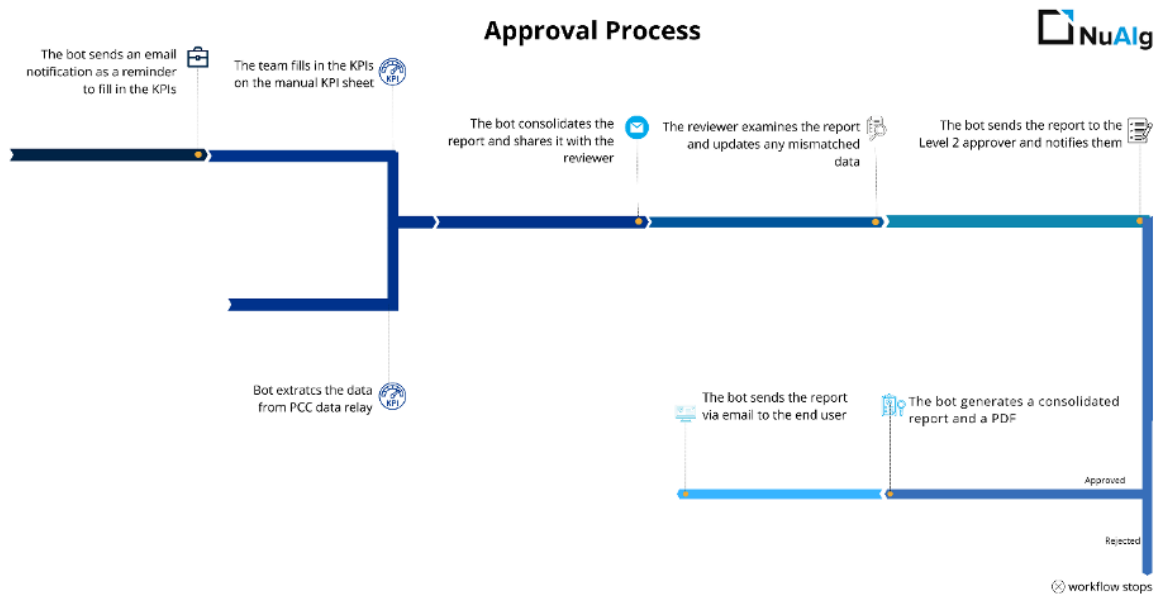 Approval Process
NuAIg
The bot sends an email
notification as a reminder
to fill in the KPIs
The team fills in the KPIs
on the manual KPI sheet
KPI
The bot consolidates the
report and shares it with the
reviewer
The reviewer examines the report
and updates any mismatched
data
The bot sends the report to the
Level 2 approver and notifies them
Bot extratcs the data
from PCC data relay
KPI
The bot sends the report
via email to the end user
The bot generates a consolidated
report and a PDF
Approved
Rejected
workflow stops